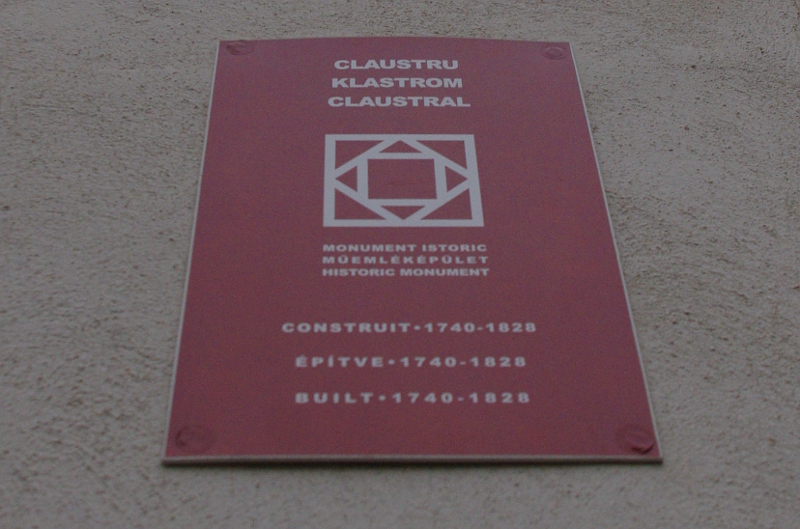 CLAUSTRU
KLASTROM
CLAUSTRAL
MONUMENT ISTORIC
MŰEMLÉKÉPÜLET
HISTORIC MONUMENT
CONSTRUIT•1740-1828
ÉPÍTVE•1740-1828
BUILT•1740-1828